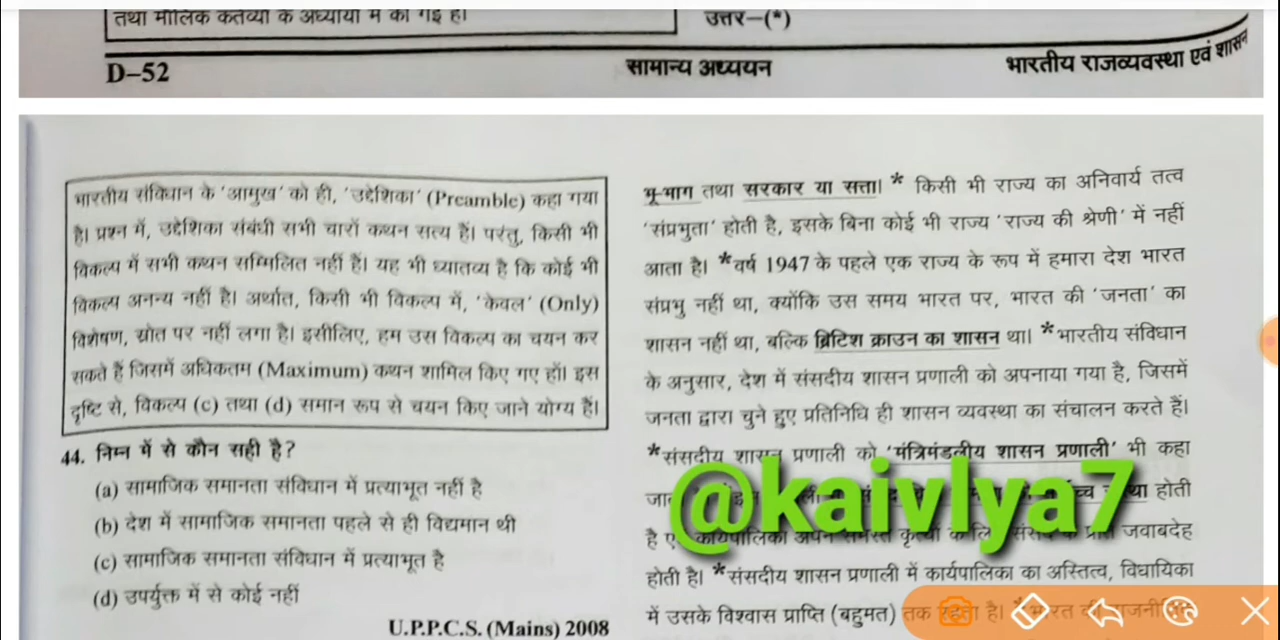 तथा मौलिक कर्तव्यों के अध्यायों में की गई है।
उत्तर–(*)
D–52
सामान्य अध्ययन
भारतीय राजव्यवस्था एवं शासन
भारतीय संविधान के 'आमुख' को ही, 'उद्देशिका' (Preamble) कहा गया
है। प्रश्न में, उद्देशिका संबंधी सभी चारों कथन सत्य हैं। परंतु, किसी भी
विकल्प में सभी कथन सम्मिलित नहीं हैं। यह भी ध्यातव्य है कि कोई भी
विकल्प अनन्य नहीं है। अर्थात, किसी भी विकल्प में, 'केवल' (Only)
विशेषण, स्रोत पर नहीं लगा है। इसीलिए, हम उस विकल्प का चयन कर
सकते हैं जिसमें अधिकतम (Maximum) कथन शामिल किए गए हों। इस
दृष्टि से, विकल्प (c) तथा (d) समान रूप से चयन किए जाने योग्य हैं।
44. निम्न में से कौन सही है?
(a) सामाजिक समानता संविधान में प्रत्याभूत नहीं है
(b) देश में सामाजिक समानता पहले से ही विद्यमान थी
(c) सामाजिक समानता संविधान में प्रत्याभूत है
(d) उपर्युक्त में से कोई नहीं
U.P.P.C.S. (Mains) 2008
भू-भाग तथा सरकार या सत्ता। * किसी भी राज्य का अनिवार्य तत्व
'संप्रभुता' होती है, इसके बिना कोई भी राज्य 'राज्य की श्रेणी' में नहीं
आता है। *वर्ष 1947 के पहले एक राज्य के रूप में हमारा देश भारत
संप्रभु नहीं था, क्योंकि उस समय भारत पर, भारत की 'जनता' का
शासन नहीं था, बल्कि ब्रिटिश क्राउन का शासन था। *भारतीय संविधान
के अनुसार, देश में संसदीय शासन प्रणाली को अपनाया गया है, जिसमें
जनता द्वारा चुने हुए प्रतिनिधि ही शासन व्यवस्था का संचालन करते हैं।
*संसदीय शासन प्रणाली को 'मंत्रिमंडलीय शासन प्रणाली' भी कहा
होती
@kaivlya7
है कार्यपालिका अपने समस्त कृत्यों के जवाबदेह
होती है। *संसदीय शासन प्रणाली में कार्यपालिका का अस्तित्व, विधायिका
में उसके विश्वास प्राप्ति (बहुमत) तक रहता है।